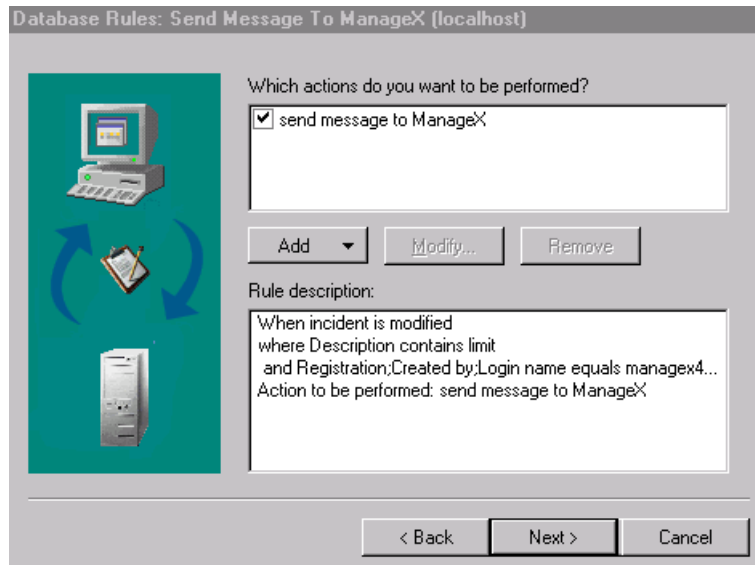 Database Rules: Send Message To ManageX (localhost)
Which actions do you want to be performed?
send message to ManageX
Add
Modify...
Remove
Rule description:
When incident is modified
where Description contains limit
and Registration;Created by;Login name equals managex4...
Action to be performed: send message to ManageX
< Back
Next >
Cancel